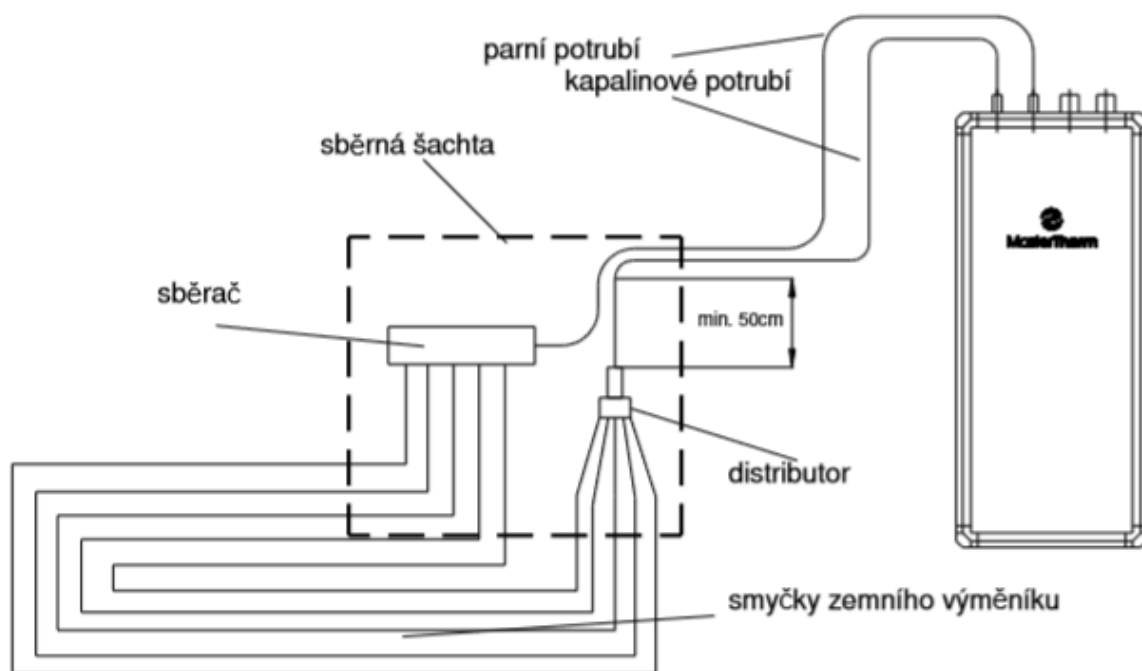 parní potrubí
kapalinové potrubí
sběrná šachta
MasterTherm
sběrač
min. 50cm
distributor
smyčky zemního výměníku